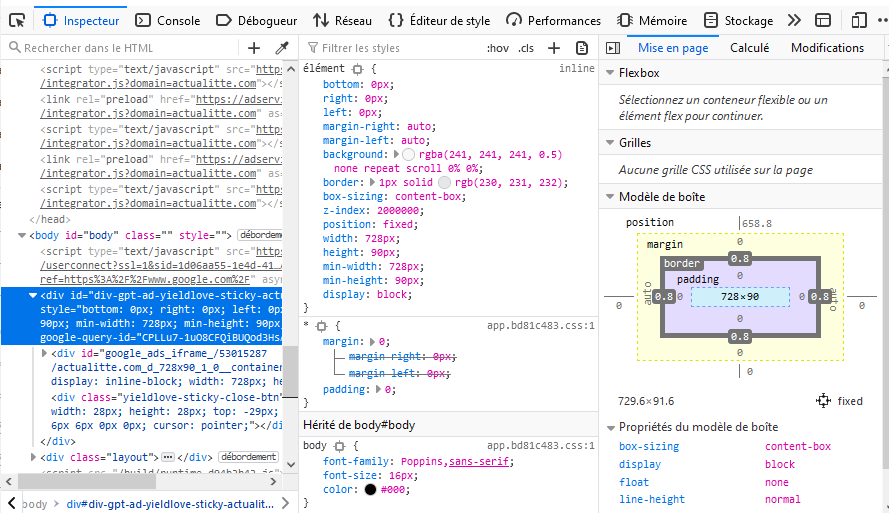 Inspecteur
Console
Débogueur
Réseau
Éditeur de style
Performances
Mémoire
Stockage
Rechercher dans le HTML
<script type="text/javascript" src="https
/integrator.js?domain=actualitte.com"></s
<link rel="preload" href="https://adservi
/integrator.js?domain=actualitte.com" as=
<script type="text/javascript" src="https
/integrator.js?domain=actualitte.com"></s
<link rel="preload" href="https://adservi
/integrator.js?domain=actualitte.com" as=
<script type="text/javascript" src="https
/integrator.js?domain=actualitte.com"></s
</head>
<body id="body" class="" style=""> débordement
<script type="text/javascript" src="https
/userconnect?ssl=1&sid=1d06aa55-1e4d-41…
ref=https%3A%2F%2Fwww.google.com%2F" asyn
<div id="div-gpt-ad-yieldlove-sticky-actua
style="bottom: 0px; right: 0px; left: 0px
90px; min-width: 728px; min-height: 90px;
google-query-id="CPLLu7-1uO8CFQiBUQod3Hs
<div id="google_ads_iframe_/53015287
/actualitte.com_d_728x90_1_0__container
display: inline-block; width: 728px; he
<div class="yieldlove-sticky-close-btn"
width: 28px; height: 28px; top: -29px;
6px 6px 0px 0px; cursor: pointer;"></di
</div>
<div class="layout"> ••• </div> débordement
<script src="/build/runtime.d94b3b43.js"
body > div#div-gpt-ad-yieldlove-sticky-actualit…
Filtrer les styles
:hov .cls
élément { inline
bottom: 0px;
right: 0px;
left: 0px;
margin-right: auto;
margin-left: auto;
background: rgba(241, 241, 241, 0.5)
none repeat scroll 0% 0%;
border: 1px solid rgb(230, 231, 232);
box-sizing: content-box;
z-index: 2000000;
position: fixed;
width: 728px;
height: 90px;
min-width: 728px;
min-height: 90px;
display: block;
}
* { app.bd81c483.css:1
margin: 0;
margin-right: 0px;
margin-left: 0px;
padding: 0;
}
Hérité de body#body
body { app.bd81c483.css:1
font-family: Poppins,sans-serif;
font-size: 16px;
color: #000;
}
Mise en page
Calculé
Modifications
Flexbox
Sélectionnez un conteneur flexible ou un
élément flex pour continuer.
Grilles
Aucune grille CSS utilisée sur la page
Modèle de boîte
position 658.8
margin 0
border 0.8
padding 0
0 auto 0.8 0 728×90 0 0.8 auto 0
0
0.8
0
0
729.6×91.6 fixed
Propriétés du modèle de boîte
box-sizing content-box
display block
float none
line-height normal